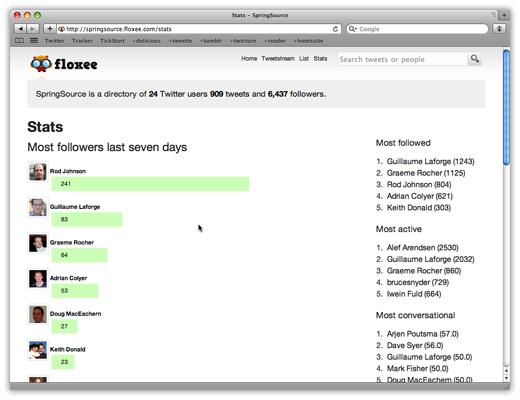 Stats – SpringSource
http://springsource.floxee.com/stats
Google
Twitter Tracker TickStart +delicious +tweetie +tumblr +twicture +reader +hootsuite
floxee
Home Tweetstream List Stats
Search tweets or people
SpringSource is a directory of 24 Twitter users 909 tweets and 6,437 followers.
Stats
Most followers last seven days
Rod Johnson
241
Guillaume Laforge
83
Graeme Rocher
64
Adrian Colyer
53
Doug MacEachern
27
Keith Donald
23
Most followed
1. Guillaume Laforge (1243)
2. Graeme Rocher (1125)
3. Rod Johnson (804)
4. Adrian Colyer (621)
5. Keith Donald (303)
Most active
1. Alef Arendsen (2530)
2. Guillaume Laforge (2032)
3. Graeme Rocher (860)
4. brucesnyder (729)
5. Iwein Fuld (664)
Most conversational
1. Arjen Poutsma (57.0)
2. Dave Syer (56.0)
3. Guillaume Laforge (50.0)
4. Mark Fisher (50.0)
5. Doug MacEachern (50.0)